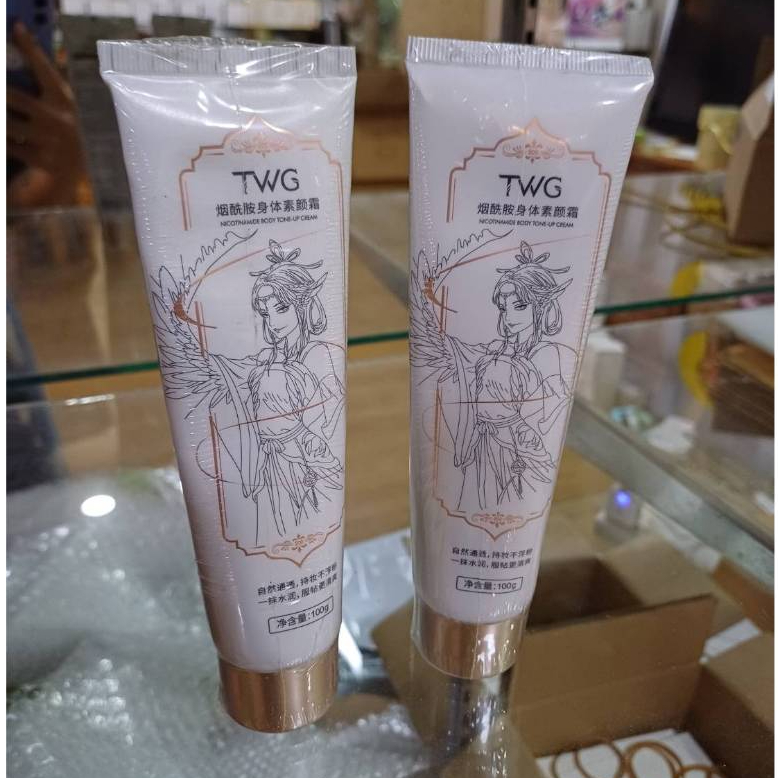 TWG
烟酰胺身体素颜霜
NICOTINAMIDE BODY TONE-UP CREAM
自然通透，持妆不浮粉
一抹水润，服帖更清爽
净含量：100g
TWG
烟酰胺身体素颜霜
NICOTINAMIDE BODY TONE-UP CREAM
自然通透，持妆不浮粉
一抹水润，服帖更清爽
净含量：100g